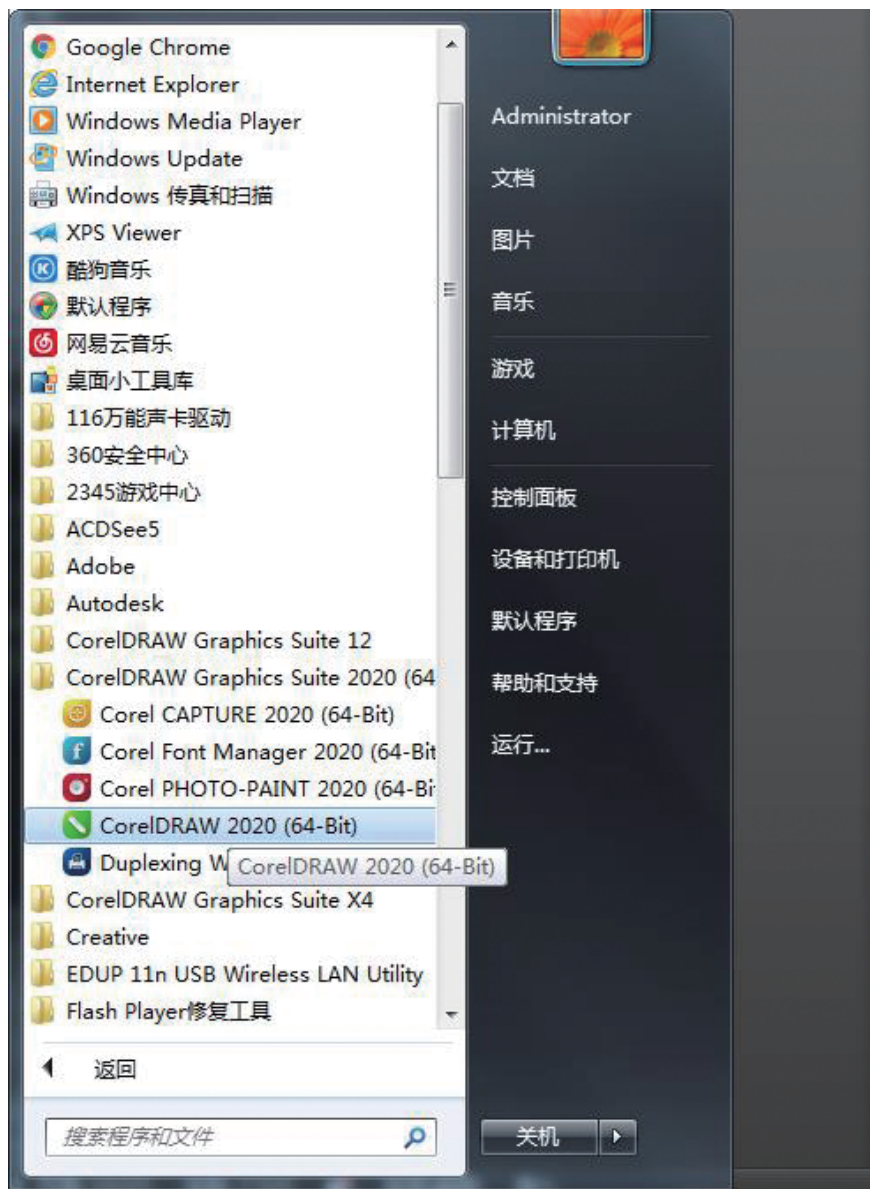 Google Chrome
Internet Explorer
Windows Media Player
Windows Update
Windows 传真和扫描
XPS Viewer
酷狗音乐
默认程序
网易云音乐
桌面小工具库
116万能声卡驱动
360安全中心
2345游戏中心
ACDSee5
Adobe
Autodesk
CorelDRAW Graphics Suite 12
CorelDRAW Graphics Suite 2020 (64
Corel CAPTURE 2020 (64-Bit)
Corel Font Manager 2020 (64-Bit
Corel PHOTO-PAINT 2020 (64-Bi
CorelDRAW 2020 (64-Bit)
Duplexing W
CorelDRAW 2020 (64-Bit)
CorelDRAW Graphics Suite X4
Creative
EDUP 11n USB Wireless LAN Utility
Flash Player修复工具
返回
搜索程序和文件
Administrator
文档
图片
音乐
游戏
计算机
控制面板
设备和打印机
默认程序
帮助和支持
运行...
关机